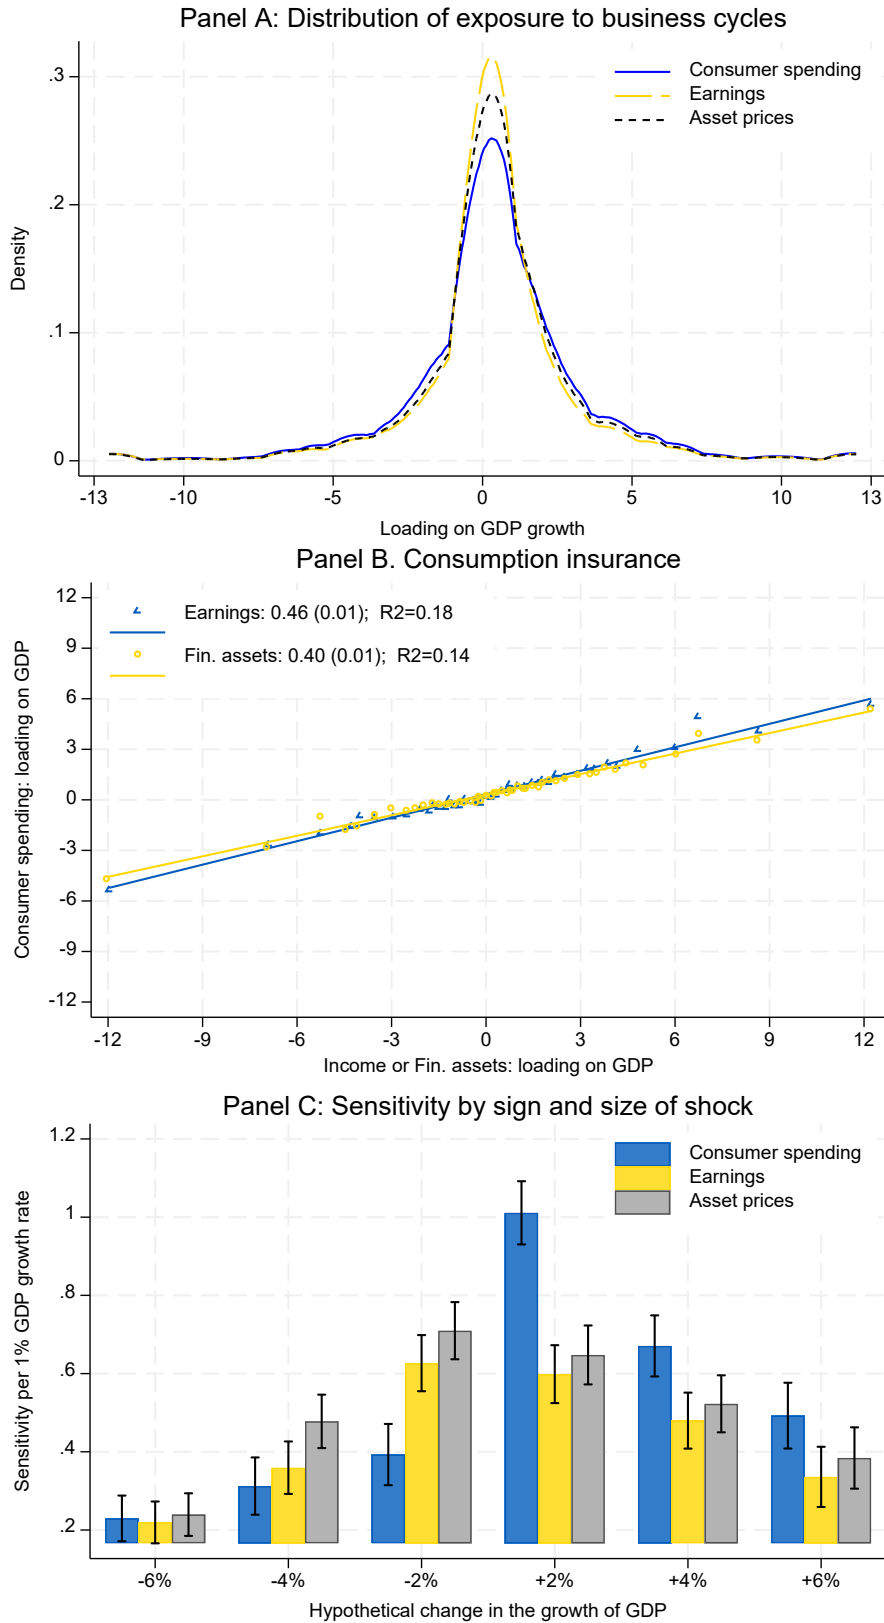 Panel A: Distribution of exposure to business cycles
Consumer spending
Earnings
Asset prices
Density
.3
.2
.1
0
-13
-10
-5
0
5
10
13
Loading on GDP growth
Panel B. Consumption insurance
Earnings: 0.46 (0.01);  R2=0.18
Fin. assets: 0.40 (0.01);  R2=0.14
Consumer spending: loading on GDP
12
9
6
3
0
-3
-6
-9
-12
-12
-9
-6
-3
0
3
6
9
12
Income or Fin. assets: loading on GDP
Panel C: Sensitivity by sign and size of shock
Consumer spending
Earnings
Asset prices
Sensitivity per 1% GDP growth rate
1.2
1
.8
.6
.4
.2
-6%
-4%
-2%
+2%
+4%
+6%
Hypothetical change in the growth of GDP